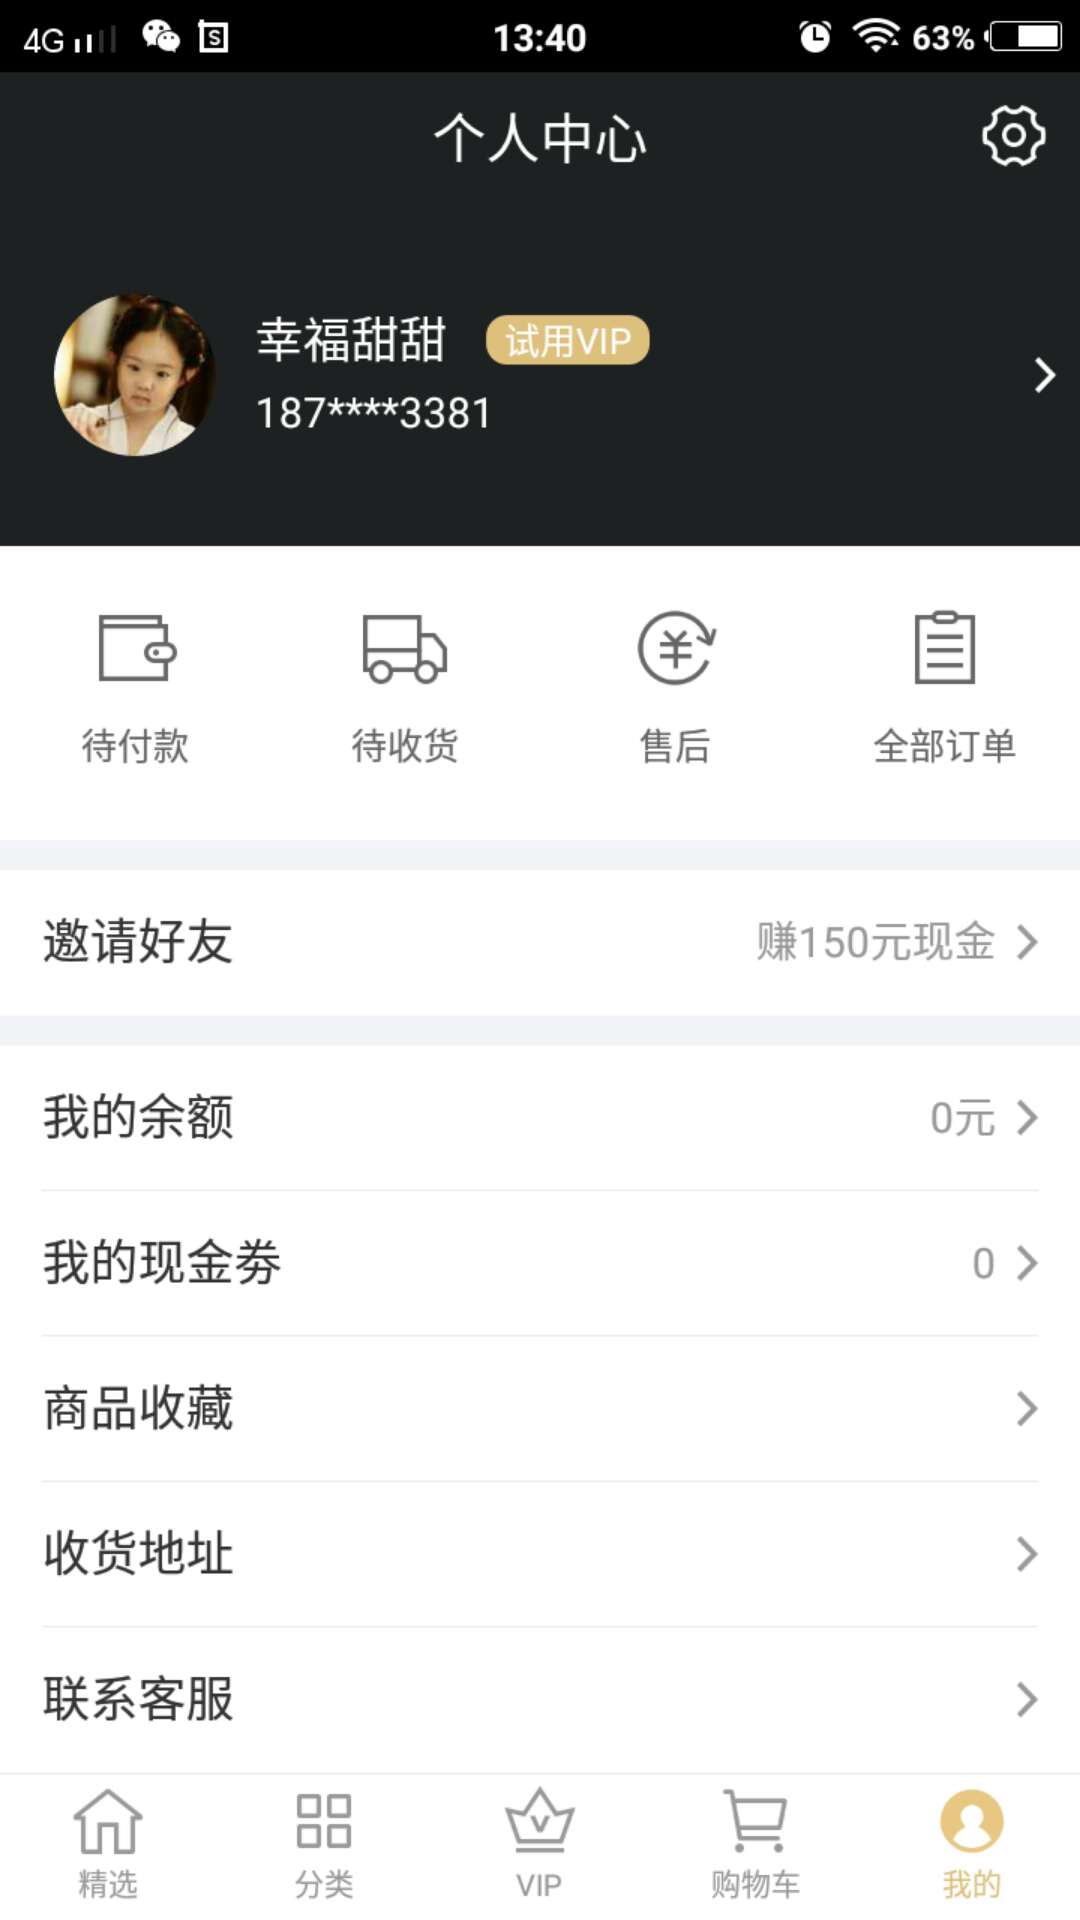 4G 13:40 63%
个人中心
幸福甜甜 试用VIP
187****3381
待付款 待收货 售后 全部订单
邀请好友 赚150元现金
我的余额 0元
我的现金券 0
商品收藏
收货地址
联系客服
精选 分类 VIP 购物车 我的